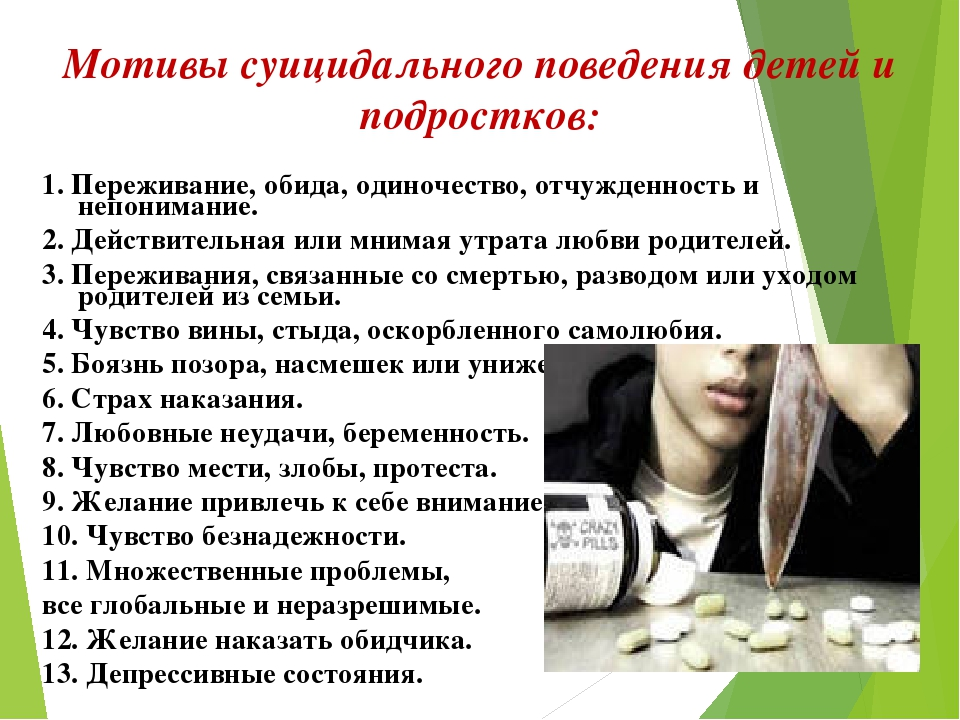 Мотивы суицидального поведения детей и
подростков:
1. Переживание, обида, одиночество, отчужденность и
непонимание.
2. Действительная или мнимая утрата любви родителей.
3. Переживания, связанные со смертью, разводом или уходом
родителей из семьи.
4. Чувство вины, стыда, оскорбленного самолюбия.
5. Боязнь позора, насмешек или униже
6. Страх наказания.
7. Любовные неудачи, беременность.
8. Чувство мести, злобы, протеста.
9. Желание привлечь к себе внимание
10. Чувство безнадежности.
11. Множественные проблемы,
все глобальные и неразрешимые.
12. Желание наказать обидчика.
13. Депрессивные состояния.
CRAZY
PILLS